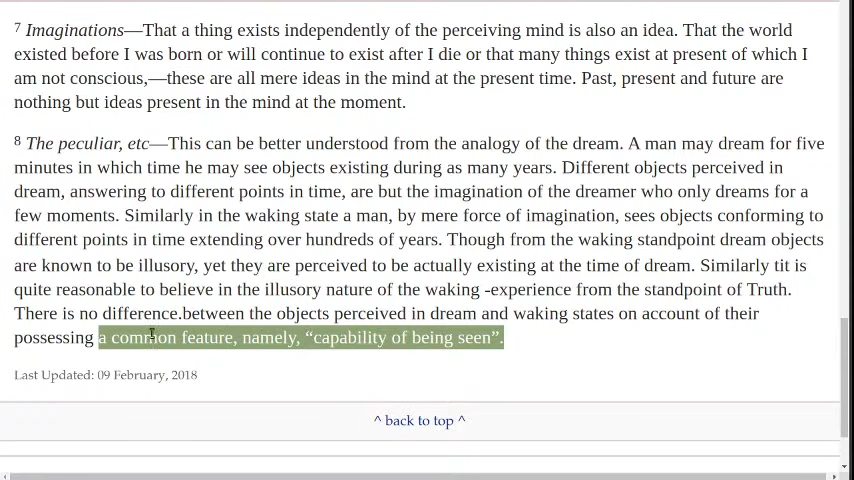 7 Imaginations—That a thing exists independently of the perceiving mind is also an idea. That the world
existed before I was born or will continue to exist after I die or that many things exist at present of which I
am not conscious,—these are all mere ideas in the mind at the present time. Past, present and future are
nothing but ideas present in the mind at the moment.
8 The peculiar, etc—This can be better understood from the analogy of the dream. A man may dream for five
minutes in which time he may see objects existing during as many years. Different objects perceived in
dream, answering to different points in time, are but the imagination of the dreamer who only dreams for a
few moments. Similarly in the waking state a man, by mere force of imagination, sees objects conforming to
different points in time extending over hundreds of years. Though from the waking standpoint dream objects
are known to be illusory, yet they are perceived to be actually existing at the time of dream. Similarly tit is
quite reasonable to believe in the illusory nature of the waking -experience from the standpoint of Truth.
There is no difference.between the objects perceived in dream and waking states on account of their
possessing a common feature, namely, “capability of being seen”.
Last Updated: 09 February, 2018
^ back to top ^